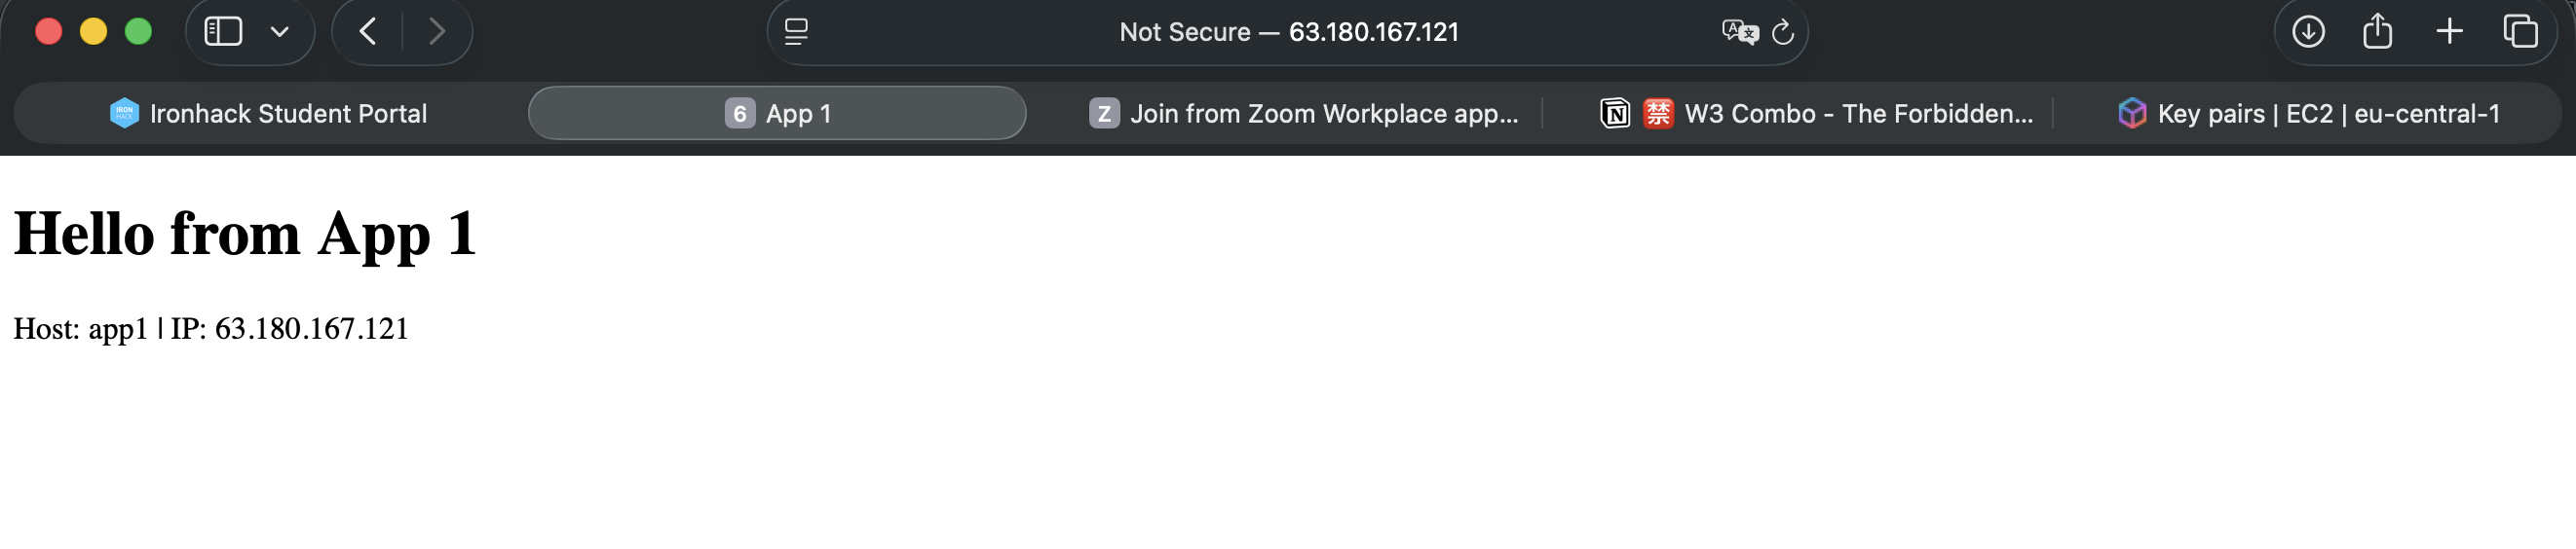 Not Secure — 63.180.167.121
IRON HACK Ironhack Student Portal
6 App 1
Z Join from Zoom Workplace app...
N 禁 W3 Combo - The Forbidden...
Key pairs | EC2 | eu-central-1
Hello from App 1
Host: app1 | IP: 63.180.167.121